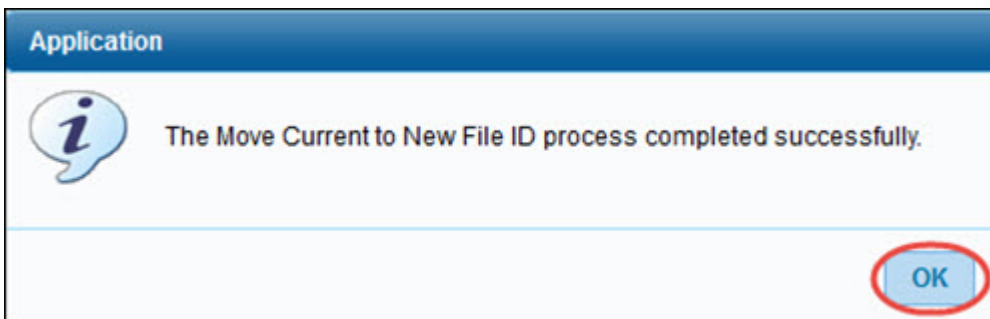 Application
The Move Current to New File ID process completed successfully.
OK